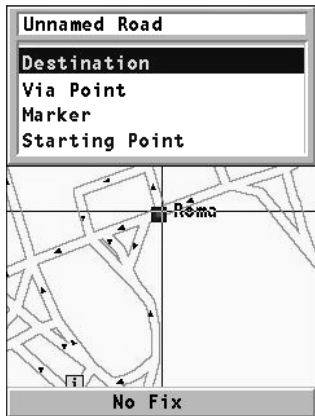 Unnamed Road
Destination
Via Point
Marker
Starting Point
Roma
i
No Fix